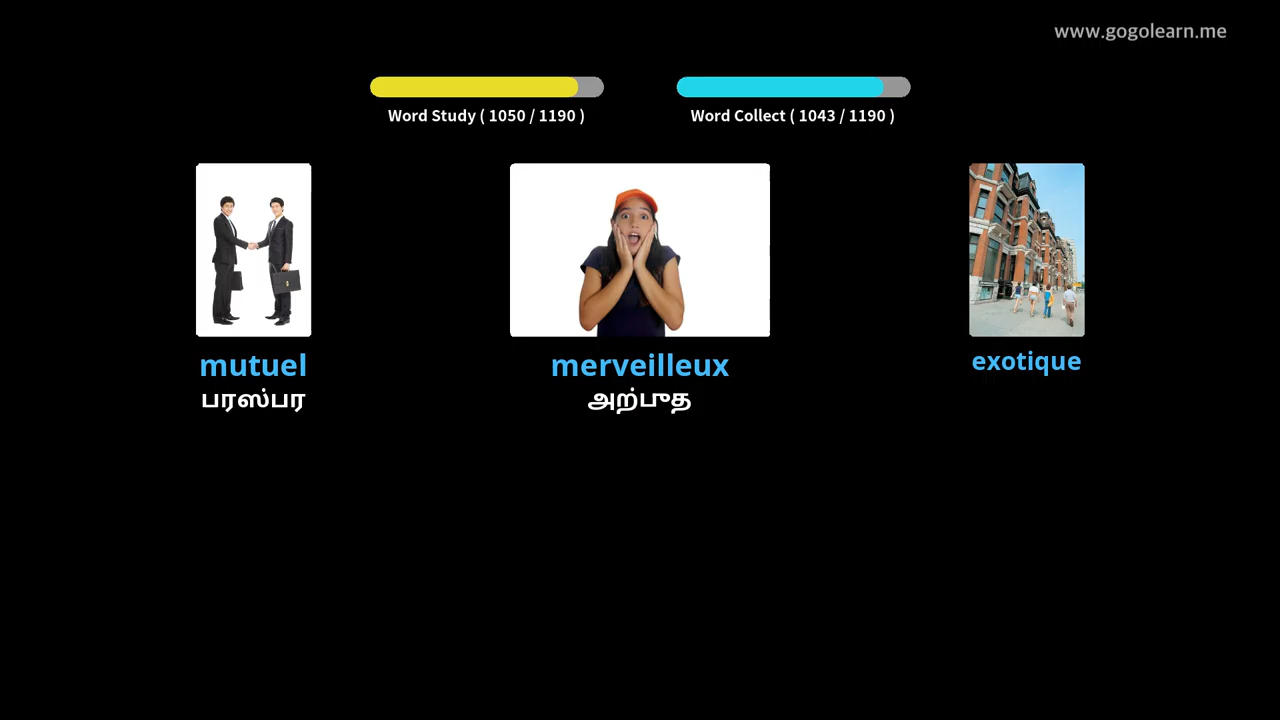 www.gogolearn.me
Word Study ( 1050 / 1190 )
Word Collect ( 1043 / 1190 )
mutuel
பரஸ்பர
merveilleux
அற்புத
exotique